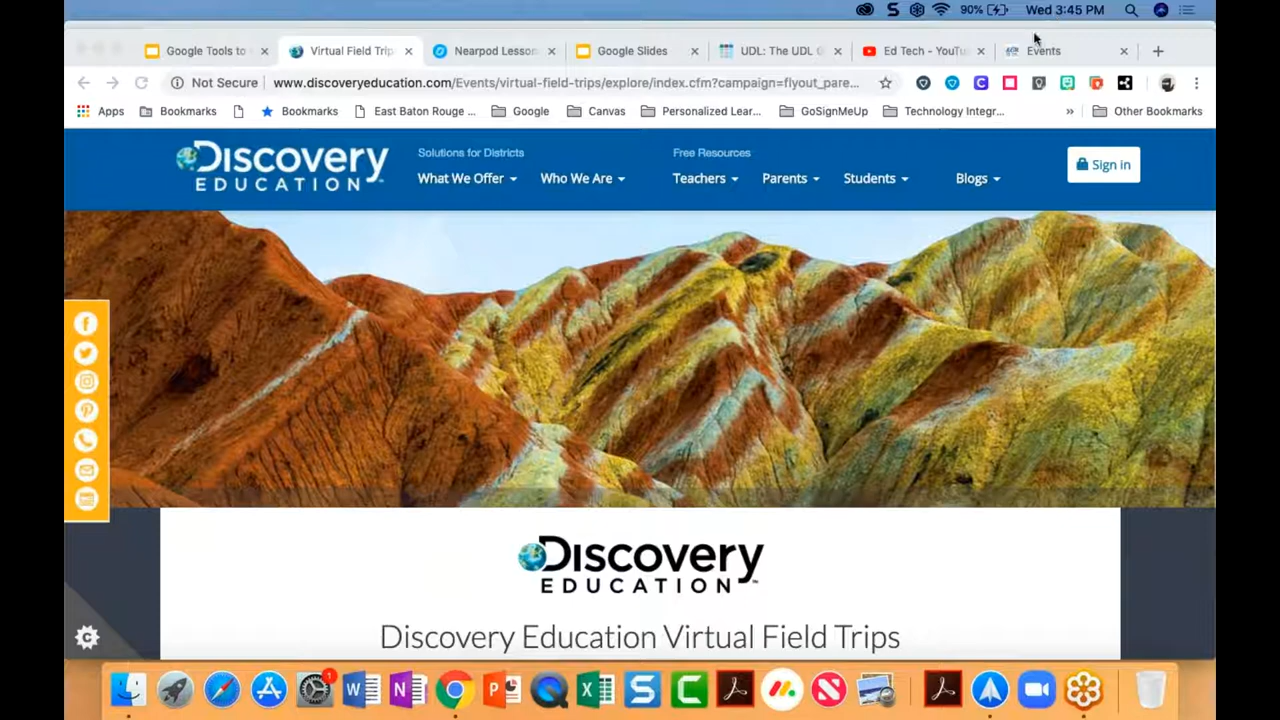 90% Wed 3:45 PM
Google Tools to Virtual Field Trip Nearpod Lesson Google Slides UDL: The UDL G Ed Tech - YouTu Events
Not Secure www.discoveryeducation.com/Events/virtual-field-trips/explore/index.cfm?campaign=flyout_pare...
Apps Bookmarks Bookmarks East Baton Rouge ... Google Canvas Personalized Lear... GoSignMeUp Technology Integr... » Other Bookmarks
Discovery
EDUCATION
Solutions for Districts
What We Offer Who We Are
Free Resources
Teachers Parents Students Blogs
Sign in
Discovery
EDUCATION
Discovery Education Virtual Field Trips
1